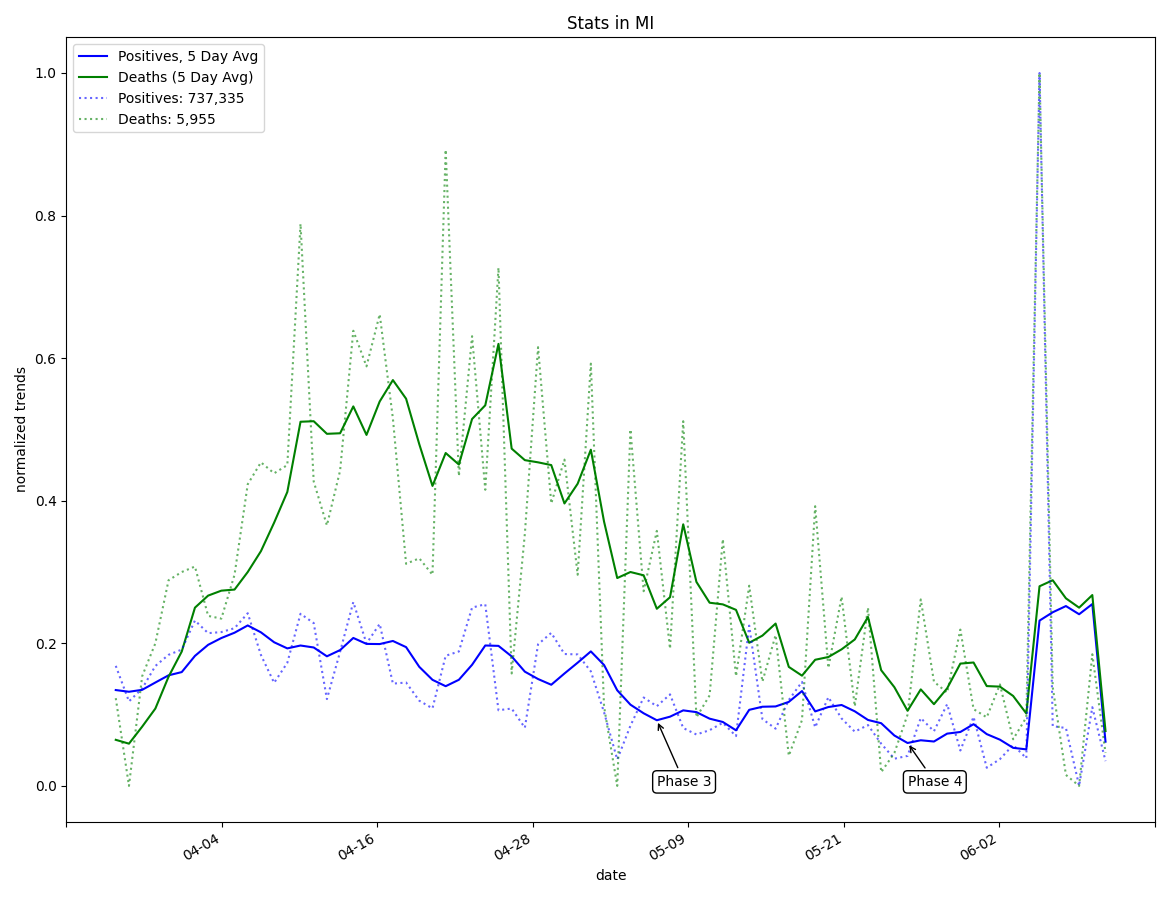 Stats in MI
Positives, 5 Day Avg
Deaths (5 Day Avg)
Positives: 737,335
Deaths: 5,955
1.0
0.8
0.6
0.4
0.2
0.0
normalized trends
Phase 3
Phase 4
04-04
04-16
04-28
05-09
05-21
06-02
date